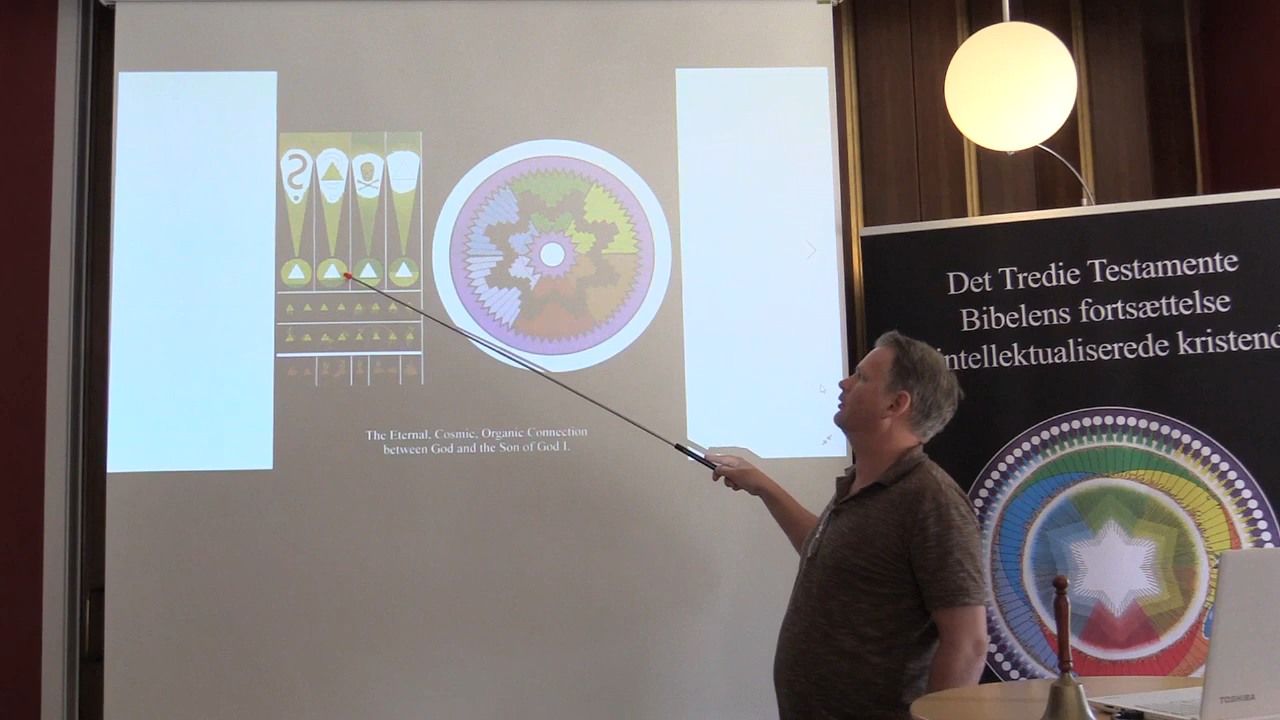 The Eternal, Cosmic, Organic Connection
between God and the Son of God I.
Det Tredie Testamente
Bibelens fortsættelse
intellektualiserede kristend
TOSHIBA